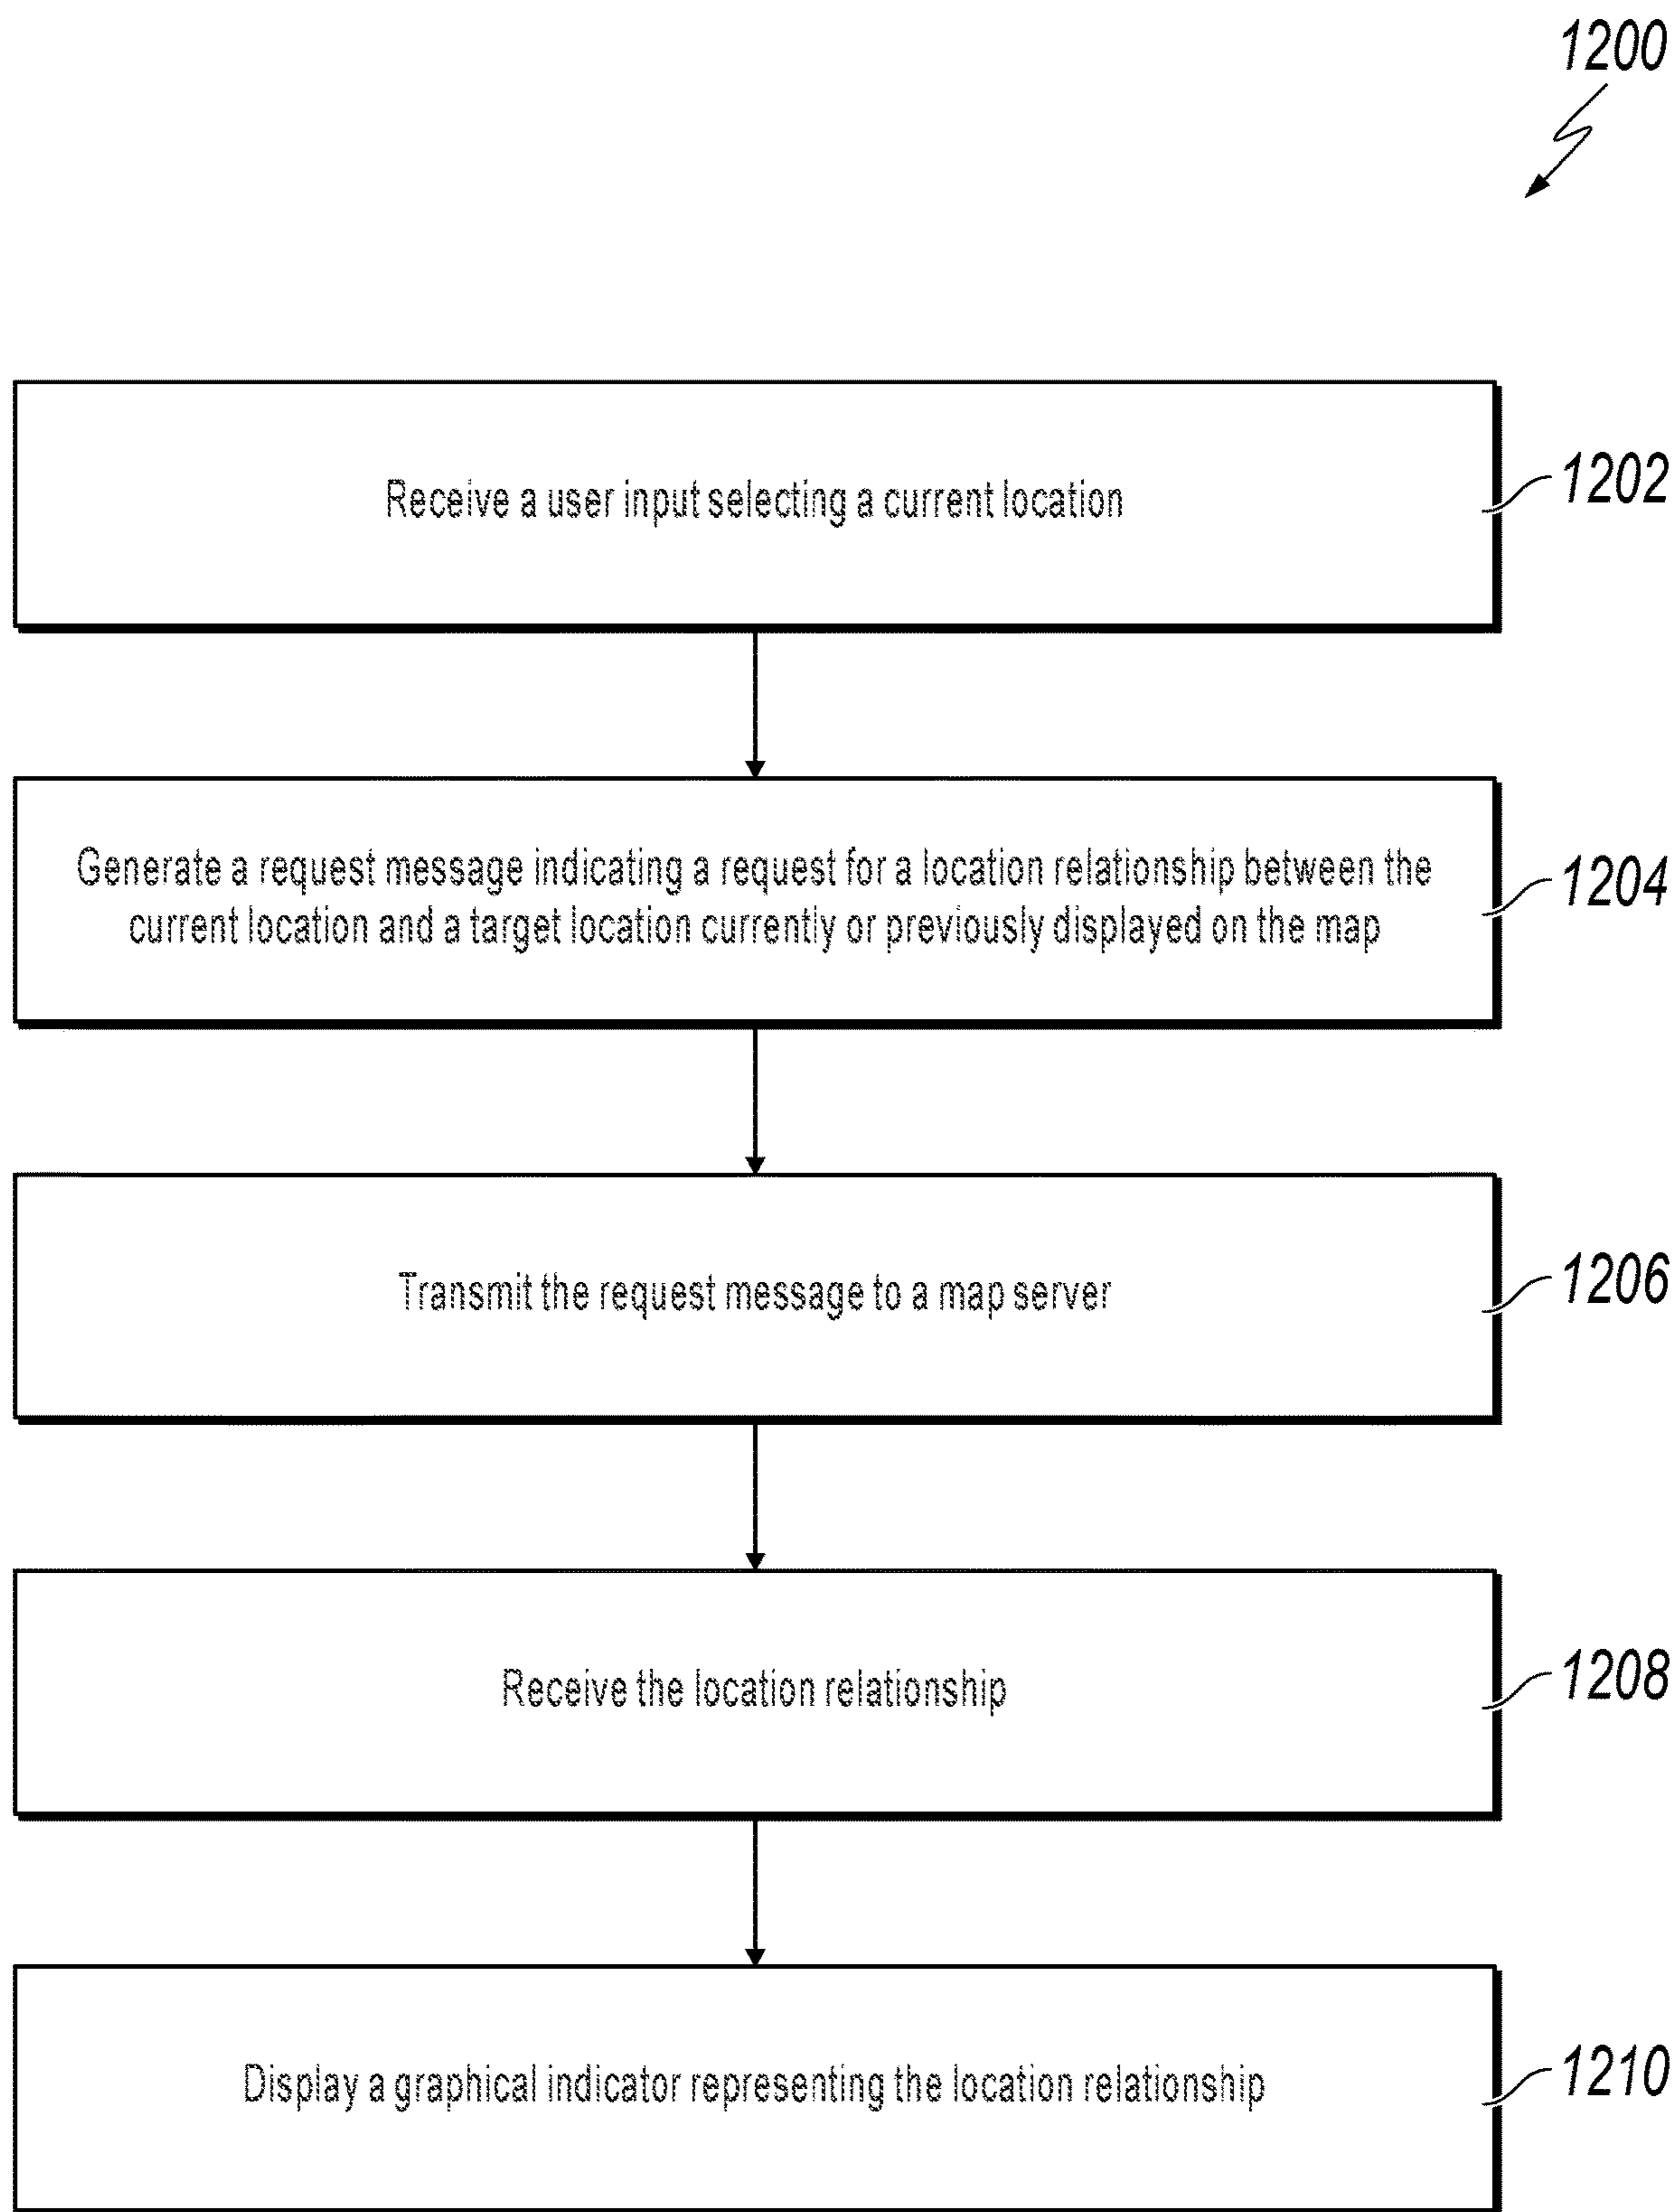 1200
Receive a user input selecting a current location
1202
Generate a request message indicating a request for a location relationship between the
current location and a target location currently or previously displayed on the map
1204
Transmit the request message to a map server
1206
Receive the location relationship
1208
Display a graphical indicator representing the location relationship
1210